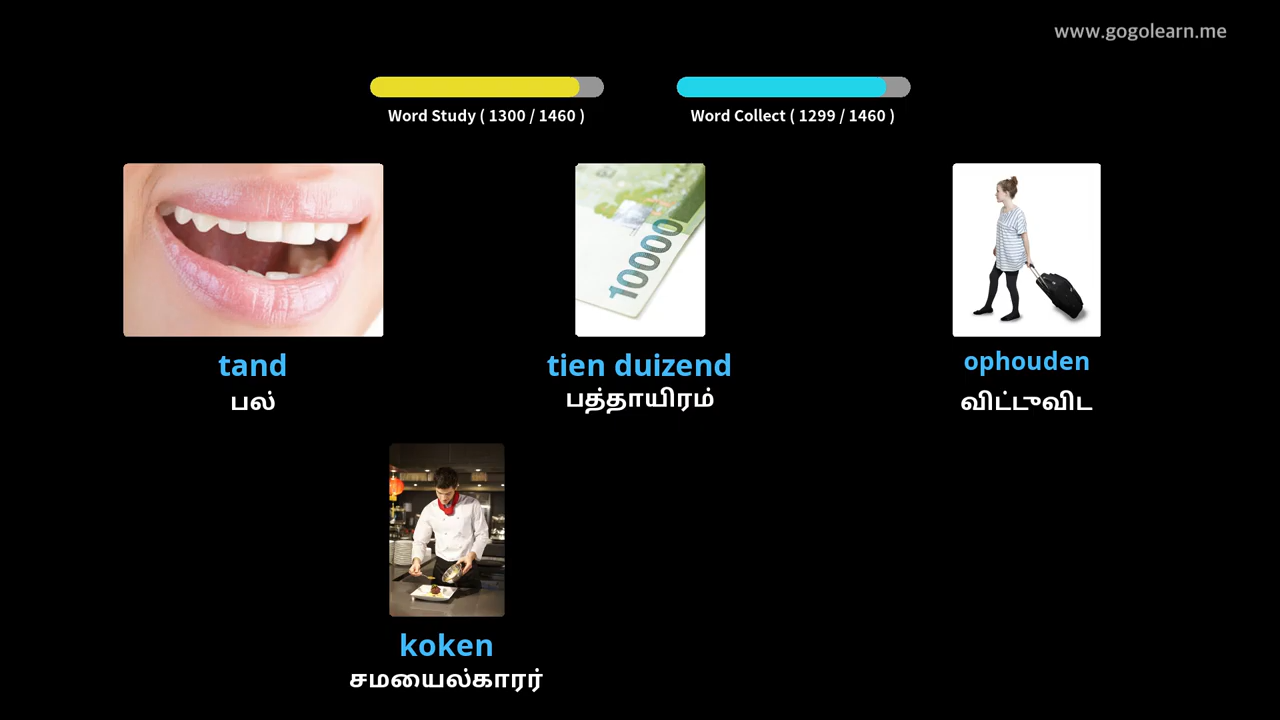 www.gogolearn.me
Word Study ( 1300 / 1460 )
Word Collect ( 1299 / 1460 )
10000
tand
பல்
tien duizend
பத்தாயிரம்
ophouden
விட்டுவிட
koken
சமையல்காரர்